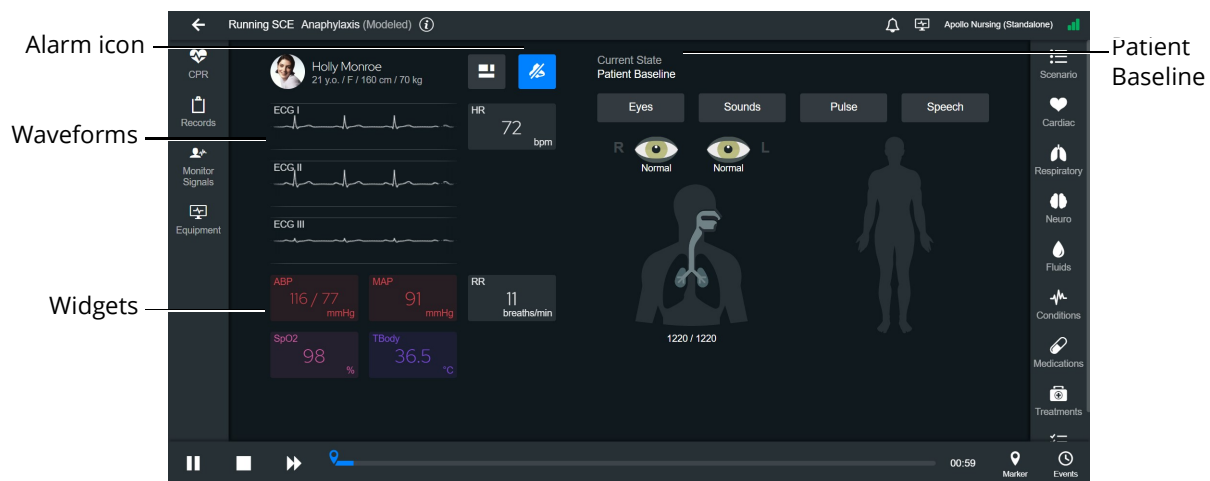 Running SCE Anaphylaxis (Modeled) i
Apollo Nursing (Standalone)
Alarm icon
Patient
Baseline
Waveforms
Widgets
CPR
Records
Monitor
Signals
Equipment
Holly Monroe
21 y.o. / F / 160 cm / 70 kg
ECG I
HR
72
bpm
ECG II
ECG III
ABP
116 / 77
mmHg
MAP
91
mmHg
RR
11
breaths/min
SpO2
98
%
TBody
36.5
°C
Current State
Patient Baseline
Eyes
Sounds
Pulse
Speech
R
L
Normal
Normal
1220 / 1220
Scenario
Cardiac
Respiratory
Neuro
Fluids
Conditions
Medications
Treatments
00:59
Marker
Events